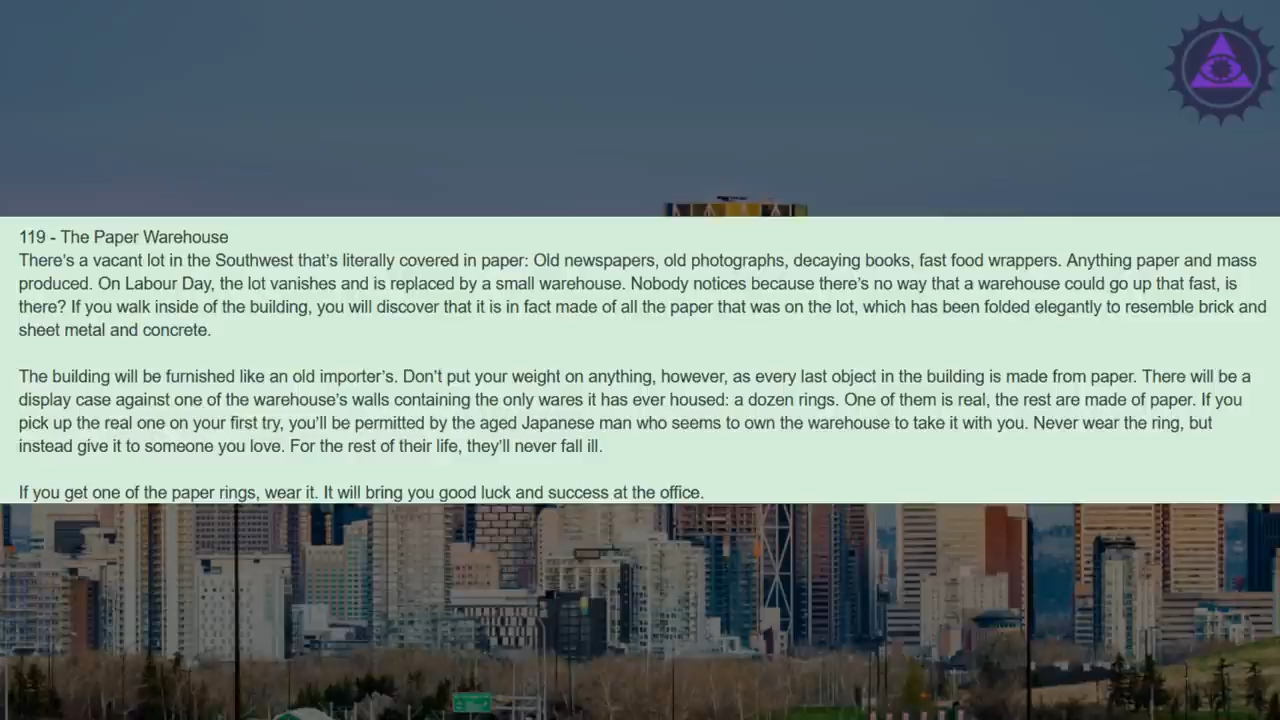 119 - The Paper Warehouse
There's a vacant lot in the Southwest that's literally covered in paper: Old newspapers, old photographs, decaying books, fast food wrappers. Anything paper and mass
produced. On Labour Day, the lot vanishes and is replaced by a small warehouse. Nobody notices because there's no way that a warehouse could go up that fast, is
there? If you walk inside of the building, you will discover that it is in fact made of all the paper that was on the lot, which has been folded elegantly to resemble brick and
sheet metal and concrete.
The building will be furnished like an old importer's. Don't put your weight on anything, however, as every last object in the building is made from paper. There will be a
display case against one of the warehouse's walls containing the only wares it has ever housed: a dozen rings. One of them is real, the rest are made of paper. If you
pick up the real one on your first try, you'll be permitted by the aged Japanese man who seems to own the warehouse to take it with you. Never wear the ring, but
instead give it to someone you love. For the rest of their life, they'll never fall ill.
If you get one of the paper rings, wear it. It will bring you good luck and success at the office.